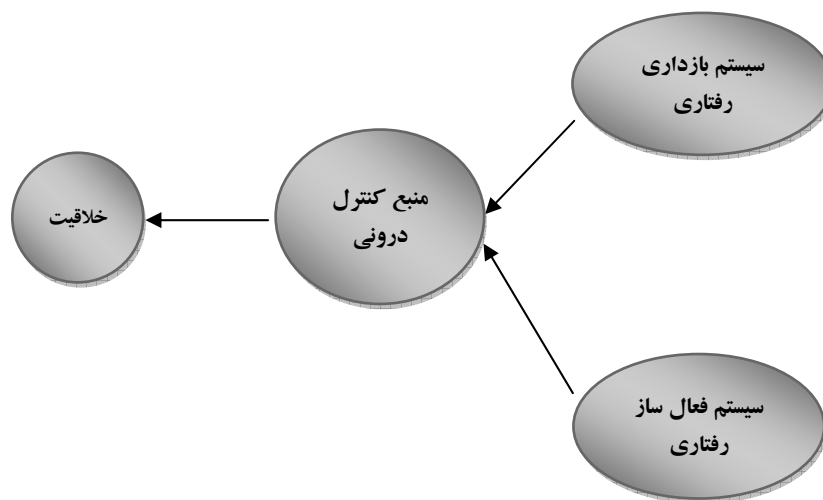 سیستم بازداری
رفتاری
منبع کنترل
درونی
خلاقیت
سیستم فعال ساز
رفتاری